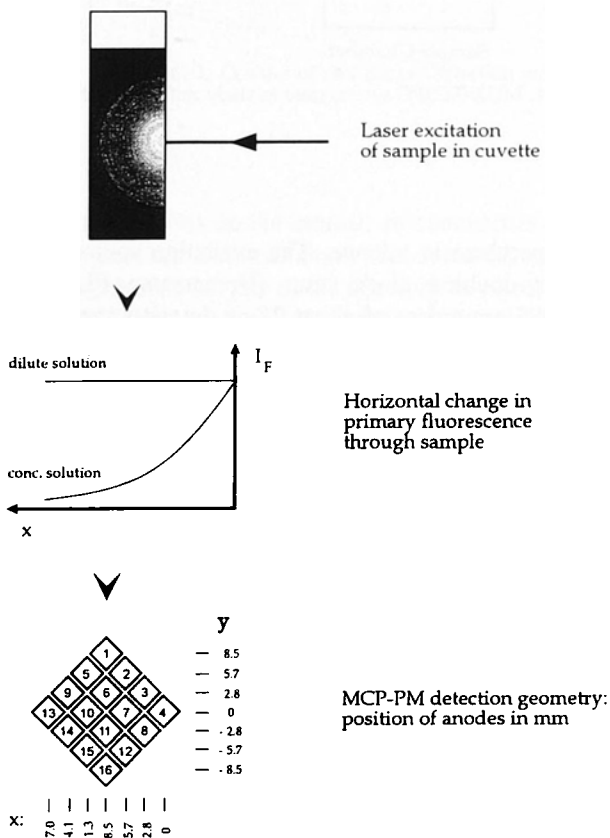 Laser excitation
of sample in cuvette
dilute solution
I_F
conc. solution
x
Horizontal change in
primary fluorescence
through sample
y
1 — 8.5
5 2 — 5.7
9 6 3 — 2.8
13 10 7 4 — 0
14 11 8 — - 2.8
15 12 — - 5.7
16 — - 8.5
MCP-PM detection geometry:
position of anodes in mm
x: 7.0 4.1 1.3 8.5 5.7 2.8 0